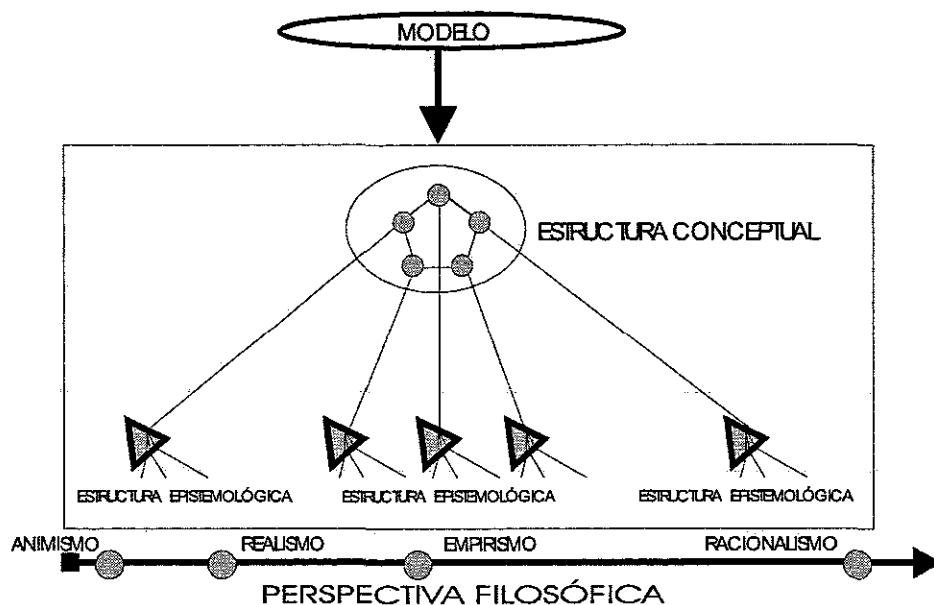 MODELO
ESTRUCTURA CONCEPTUAL
ESTRUCTURA EPISTEMOLÓGICA ESTRUCTURA EPISTEMOLÓGICA ESTRUCTURA EPISTEMOLÓGICA
ANIMISMO REALISMO EMPIRISMO RACIONALISMO
PERSPECTIVA FILOSÓFICA